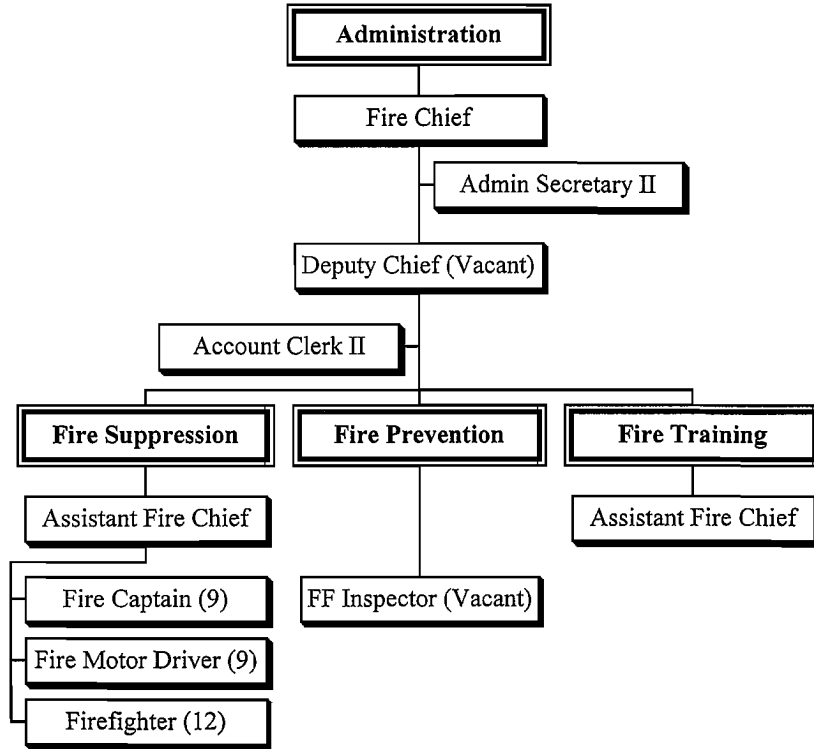 Administration
Fire Chief
Admin Secretary II
Deputy Chief (Vacant)
Account Clerk II
Fire Suppression
Fire Prevention
Fire Training
Assistant Fire Chief
Assistant Fire Chief
Fire Captain (9)
FF Inspector (Vacant)
Fire Motor Driver (9)
Firefighter (12)